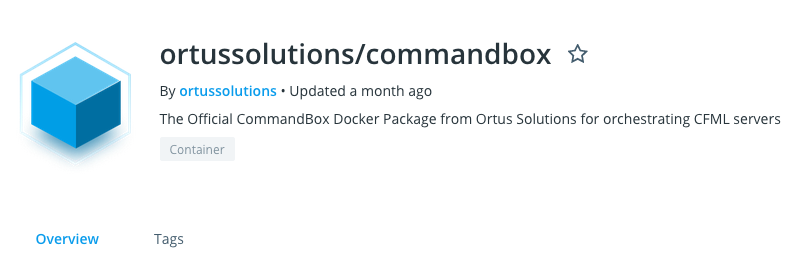 ortussolutions/commandbox
By ortussolutions • Updated a month ago
The Official CommandBox Docker Package from Ortus Solutions for orchestrating CFML servers
Container
Overview Tags